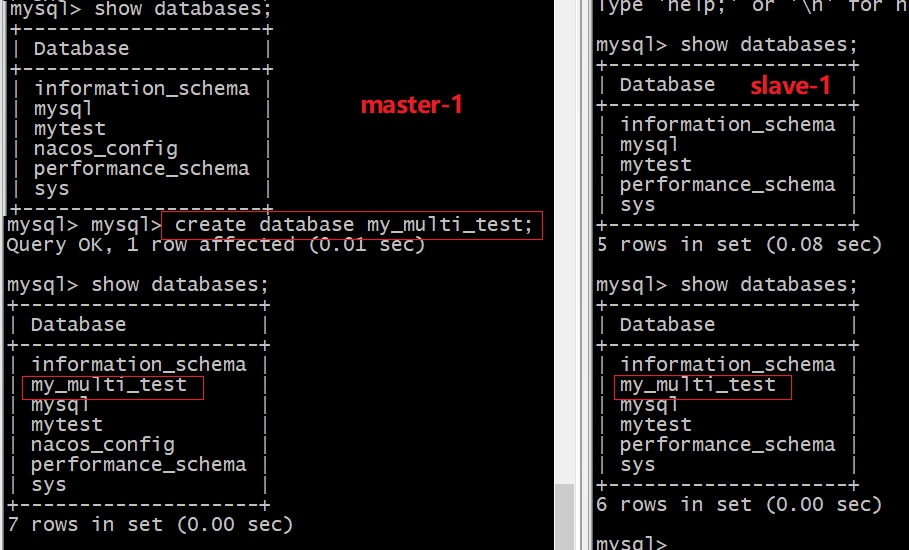 mysql> show databases;
+--------------------+
| Database           |
+--------------------+
| information_schema |
| mysql              |
| mytest             |
| nacos_config       |
| performance_schema |
| sys                |
+--------------------+
master-1
mysql> mysql> create database my_multi_test;
Query OK, 1 row affected (0.01 sec)
mysql> show databases;
+--------------------+
| Database           |
+--------------------+
| information_schema |
| my_multi_test      |
| mysql              |
| mytest             |
| nacos_config       |
| performance_schema |
| sys                |
+--------------------+
7 rows in set (0.00 sec)
Type 'help;' or '\h' for h
mysql> show databases;
+--------------------+
| Database           |
slave-1
+--------------------+
| information_schema |
| mysql              |
| mytest             |
| performance_schema |
| sys                |
+--------------------+
5 rows in set (0.08 sec)
mysql> show databases;
+--------------------+
| Database           |
+--------------------+
| information_schema |
| my_multi_test      |
| mysql              |
| mytest             |
| performance_schema |
| sys                |
+--------------------+
6 rows in set (0.00 sec)
mysql>